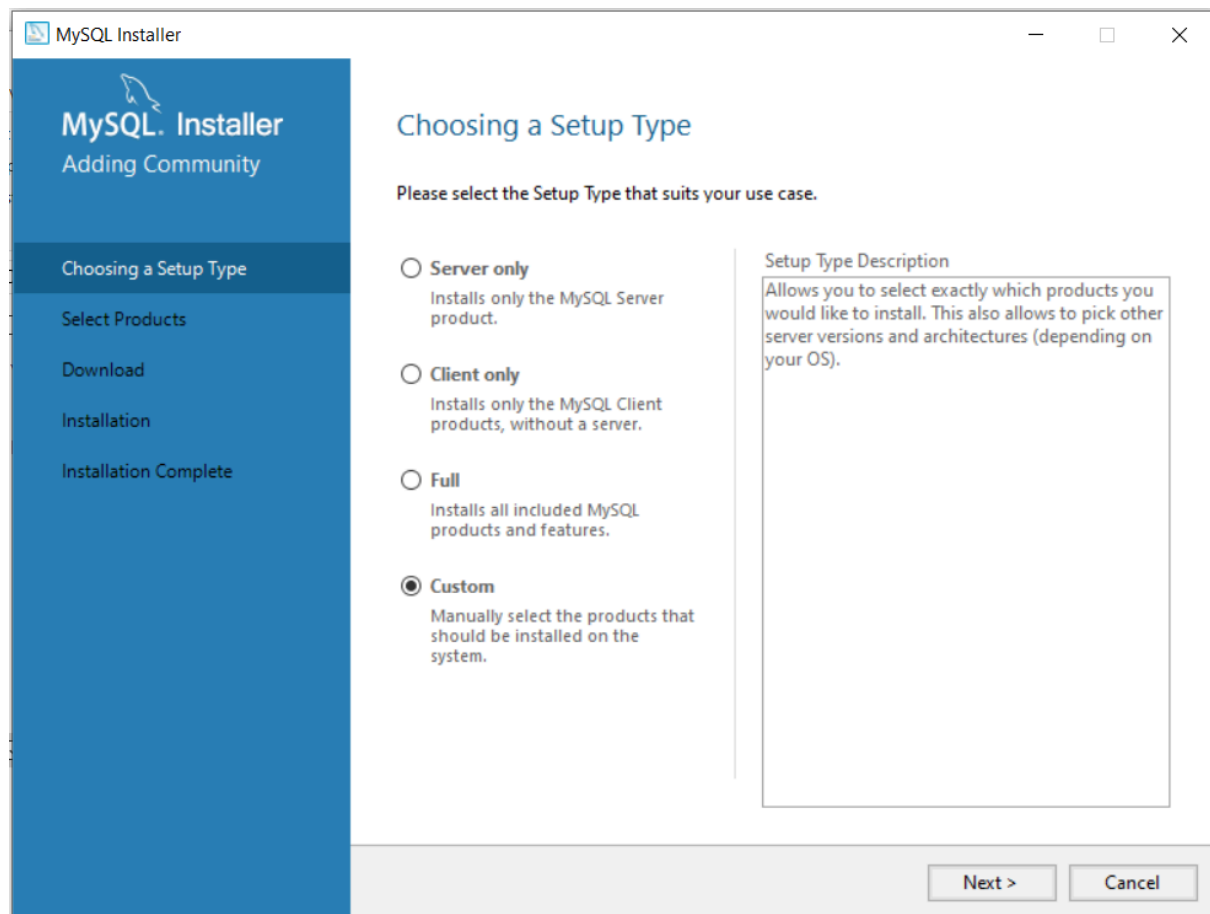 MySQL Installer
MySQL. Installer
Adding Community
Choosing a Setup Type
Select Products
Download
Installation
Installation Complete
Choosing a Setup Type
Please select the Setup Type that suits your use case.
Server only
Installs only the MySQL Server
product.
Client only
Installs only the MySQL Client
products, without a server.
Full
Installs all included MySQL
products and features.
Custom
Manually select the products that
should be installed on the
system.
Setup Type Description
Allows you to select exactly which products you
would like to install. This also allows to pick other
server versions and architectures (depending on
your OS).
Next >
Cancel